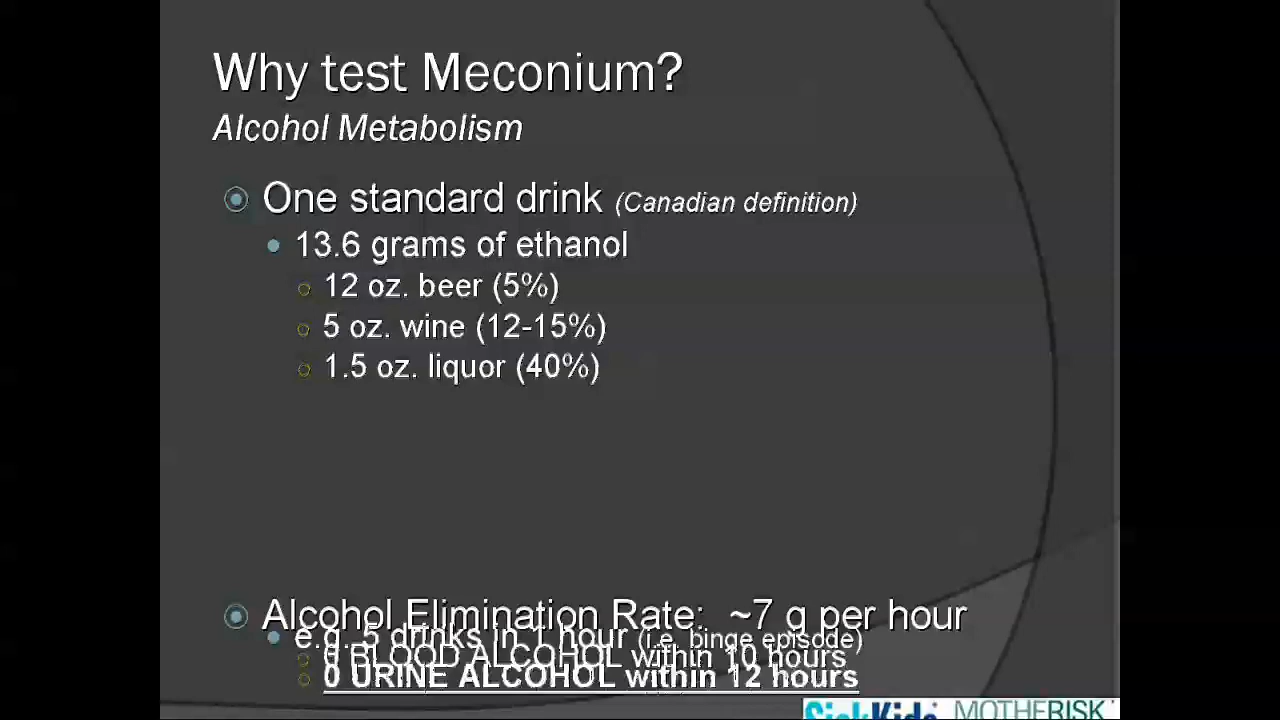 Why test Meconium?
Alcohol Metabolism
One standard drink (Canadian definition)
13.6 grams of ethanol
12 oz. beer (5%)
5 oz. wine (12-15%)
1.5 oz. liquor (40%)
Alcohol Elimination Rate: ~7 g per hour
e.g. 5 drinks in 1 hour (i.e. binge episode)
0 BLOOD ALCOHOL within 10 hours
0 URINE ALCOHOL within 12 hours
SickKids MOTHERISK